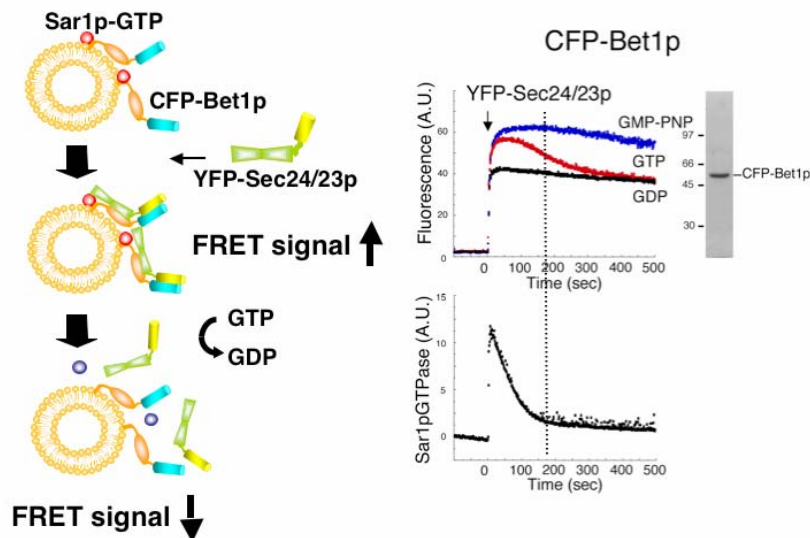 Sar1p-GTP
CFP-Bet1p
YFP-Sec24/23p
FRET signal
GTP
GDP
FRET signal
CFP-Bet1p
YFP-Sec24/23p
Fluorescence (A.U.)
60
40
20
0
GMP-PNP
GTP
GDP
0 100 200 300 400 500
Time (sec)
97
66
45
30
CFP-Bet1p
Sar1pGTPase (A.U.)
15
10
5
0
0 100 200 300 400 500
Time (sec)